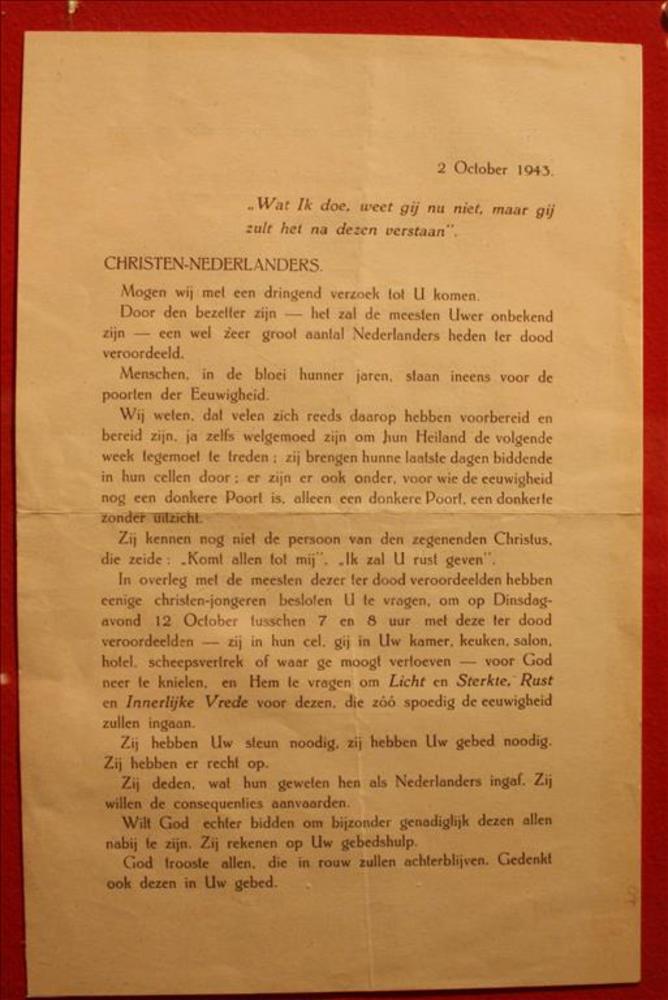 2 October 1943.
„Wat Ik doe, weet gij nu niet, maar gij
zult het na dezen verstaan".
CHRISTEN-NEDERLANDERS.
Mogen wij met een dringend verzoek tot U komen.
Door den bezetter zijn — het zal de meesten Uwer onbekend
zijn — een wel zeer groot aantal Nederlanders heden ter dood
veroordeeld.
Menschen, in de bloei hunner jaren, staan ineens voor de
poorten der Eeuwigheid.
Wij weten, dat velen zich reeds daarop hebben voorbereid en
bereid zijn, ja zelfs welgemoed zijn om hun Heiland de volgende
week tegemoet te treden ; zij brengen hunne laatste dagen biddende
in hun cellen door ; er zijn er ook onder, voor wie de eeuwigheid
nog een donkere Poort is, alleen een donkere Poort, een donkerte
zonder uitzicht.
Zij kennen nog niet de persoon van den zegenenden Christus,
die zeide : „Komt allen tot mij", „Ik zal U rust geven".
In overleg met de meesten dezer ter dood veroordeelden hebben
eenige christen-jongeren besloten U te vragen, om op Dinsdag-
avond 12 October tusschen 7 en 8 uur met deze ter dood
veroordeelden — zij in hun cel, gij in Uw kamer, keuken, salon,
hotel, scheepsvertrek of waar ge moogt vertoeven — voor God
neer te knielen, en Hem te vragen om Licht en Sterkte, Rust
en Innerlijke Vrede voor dezen, die zóó spoedig de eeuwigheid
zullen ingaan.
Zij hebben Uw steun noodig, zij hebben Uw gebed noodig.
Zij hebben er recht op.
Zij deden, wat hun geweten hen als Nederlanders ingaf. Zij
willen de consequenties aanvaarden.
Wilt God echter bidden om bijzonder genadiglijk dezen allen
nabij te zijn. Zij rekenen op Uw gebedshulp.
God trooste allen, die in rouw zullen achterblijven. Gedenkt
ook dezen in Uw gebed.